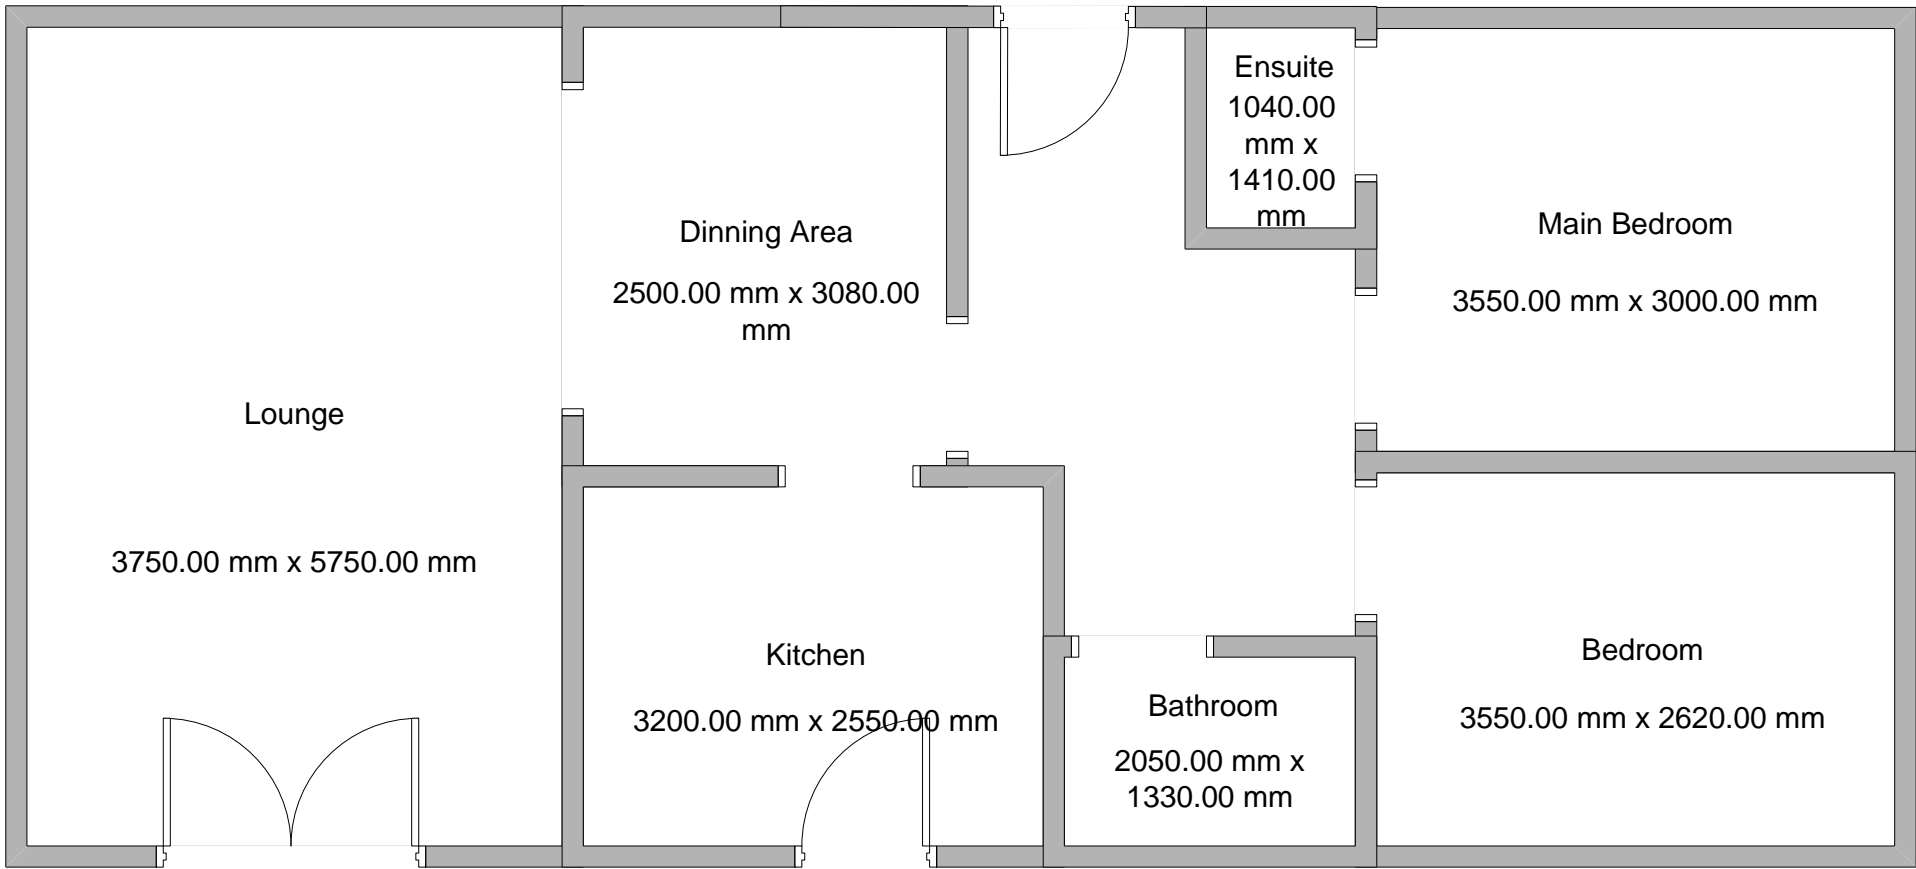 Lounge
3750.00 mm x 5750.00 mm
Dinning Area
2500.00 mm x 3080.00
mm
Kitchen
3200.00 mm x 2550.00 mm
Ensuite
1040.00
mm x
1410.00
mm
Bathroom
2050.00 mm x
1330.00 mm
Main Bedroom
3550.00 mm x 3000.00 mm
Bedroom
3550.00 mm x 2620.00 mm